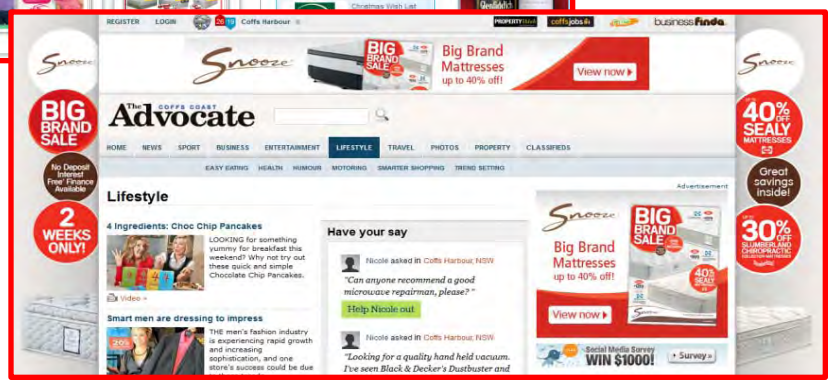 Christmas Wish List
Glenfiddich
REGISTER LOGIN 26 19 Coffs Harbour
PROPERTY coffsjobs business finda.
Snooze
BIG BRAND SALE
Big Brand
Mattresses
up to 40% off!
View now
Snooze
BIG
BRAND
SALE
No Deposit
Interest
Free* Finance
Available
2
WEEKS
ONLY!
Snooze
UP TO
40%
OFF
SEALY
MATTRESSES
Great
savings
inside!
UP TO
30%
OFF
SLUMBERLAND
CHIROPRACTIC
The COFFS COAST
Advocate
HOME NEWS SPORT BUSINESS ENTERTAINMENT LIFESTYLE TRAVEL PHOTOS PROPERTY CLASSIFIEDS
EASY EATING HEALTH HUMOUR MOTORING SMARTER SHOPPING TREND SETTING
Lifestyle
4 Ingredients: Choc Chip Pancakes
LOOKING for something
yummy for breakfast this
weekend? Why not try out
these quick and simple
Chocolate Chip Pancakes.
Video
Smart men are dressing to impress
20%
THE men's fashion industry
is experiencing rapid growth
and increasing
sophistication, and one
store's success could be due
Have your say
Nicole asked in Coffs Harbour, NSW
"Can anyone recommend a good
microwave repairman, please? "
Help Nicole out
Nicole asked in Coffs Harbour, NSW
"Looking for a quality hand held vacuum.
I've seen Black & Decker's Dustbuster and
Advertisement
Snooze
BIG
BRAND
SALE
Big Brand
Mattresses
up to 40% off!
40%
View now
Social Media Survey
WIN $1000!
Survey »